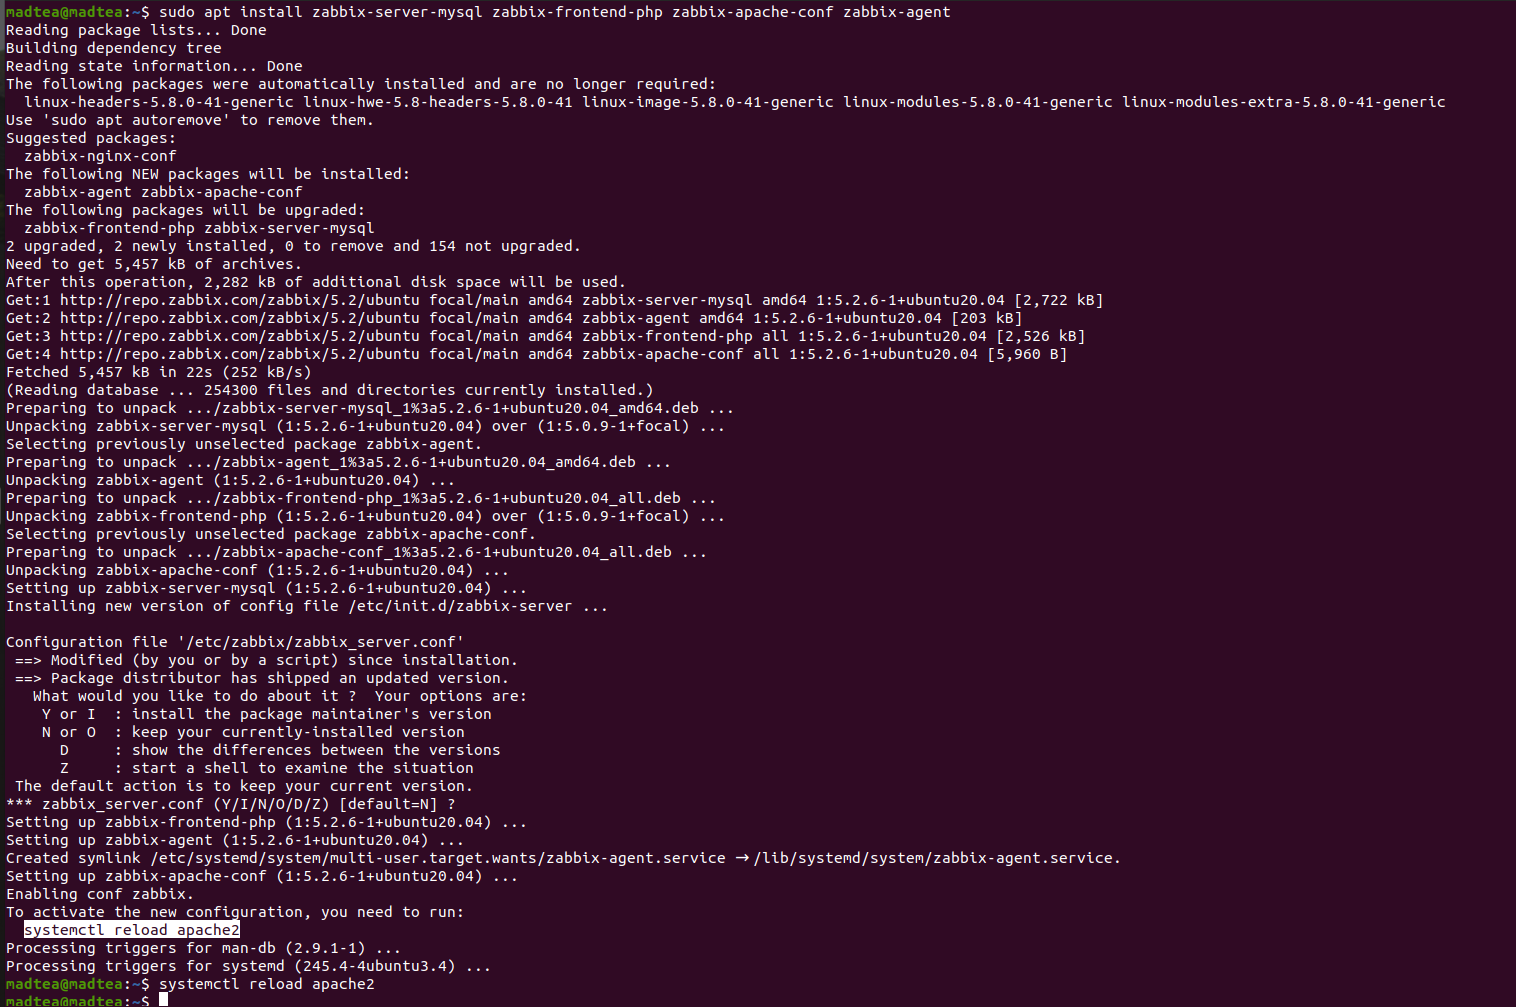 madtea@madtea:~$ sudo apt install zabbix-server-mysql zabbix-frontend-php zabbix-apache-conf zabbix-agent
Reading package lists... Done
Building dependency tree
Reading state information... Done
The following packages were automatically installed and are no longer required:
  linux-headers-5.8.0-41-generic linux-hwe-5.8-headers-5.8.0-41 linux-image-5.8.0-41-generic linux-modules-5.8.0-41-generic linux-modules-extra-5.8.0-41-generic
Use 'sudo apt autoremove' to remove them.
Suggested packages:
  zabbix-nginx-conf
The following NEW packages will be installed:
  zabbix-agent zabbix-apache-conf
The following packages will be upgraded:
  zabbix-frontend-php zabbix-server-mysql
2 upgraded, 2 newly installed, 0 to remove and 154 not upgraded.
Need to get 5,457 kB of archives.
After this operation, 2,282 kB of additional disk space will be used.
Get:1 http://repo.zabbix.com/zabbix/5.2/ubuntu focal/main amd64 zabbix-server-mysql amd64 1:5.2.6-1+ubuntu20.04 [2,722 kB]
Get:2 http://repo.zabbix.com/zabbix/5.2/ubuntu focal/main amd64 zabbix-agent amd64 1:5.2.6-1+ubuntu20.04 [203 kB]
Get:3 http://repo.zabbix.com/zabbix/5.2/ubuntu focal/main amd64 zabbix-frontend-php all 1:5.2.6-1+ubuntu20.04 [2,526 kB]
Get:4 http://repo.zabbix.com/zabbix/5.2/ubuntu focal/main amd64 zabbix-apache-conf all 1:5.2.6-1+ubuntu20.04 [5,960 B]
Fetched 5,457 kB in 22s (252 kB/s)
(Reading database ... 254300 files and directories currently installed.)
Preparing to unpack .../zabbix-server-mysql_1%3a5.2.6-1+ubuntu20.04_amd64.deb ...
Unpacking zabbix-server-mysql (1:5.2.6-1+ubuntu20.04) over (1:5.0.9-1+focal) ...
Selecting previously unselected package zabbix-agent.
Preparing to unpack .../zabbix-agent_1%3a5.2.6-1+ubuntu20.04_amd64.deb ...
Unpacking zabbix-agent (1:5.2.6-1+ubuntu20.04) ...
Preparing to unpack .../zabbix-frontend-php_1%3a5.2.6-1+ubuntu20.04_all.deb ...
Unpacking zabbix-frontend-php (1:5.2.6-1+ubuntu20.04) over (1:5.0.9-1+focal) ...
Selecting previously unselected package zabbix-apache-conf.
Preparing to unpack .../zabbix-apache-conf_1%3a5.2.6-1+ubuntu20.04_all.deb ...
Unpacking zabbix-apache-conf (1:5.2.6-1+ubuntu20.04) ...
Setting up zabbix-server-mysql (1:5.2.6-1+ubuntu20.04) ...
Installing new version of config file /etc/init.d/zabbix-server ...

Configuration file '/etc/zabbix/zabbix_server.conf'
 ==> Modified (by you or by a script) since installation.
 ==> Package distributor has shipped an updated version.
   What would you like to do about it ?  Your options are:
    Y or I  : install the package maintainer's version
    N or O  : keep your currently-installed version
      D     : show the differences between the versions
      Z     : start a shell to examine the situation
 The default action is to keep your current version.
*** zabbix_server.conf (Y/I/N/O/D/Z) [default=N] ?
Setting up zabbix-frontend-php (1:5.2.6-1+ubuntu20.04) ...
Setting up zabbix-agent (1:5.2.6-1+ubuntu20.04) ...
Created symlink /etc/systemd/system/multi-user.target.wants/zabbix-agent.service → /lib/systemd/system/zabbix-agent.service.
Setting up zabbix-apache-conf (1:5.2.6-1+ubuntu20.04) ...
Enabling conf zabbix.
To activate the new configuration, you need to run:
  systemctl reload apache2
Processing triggers for man-db (2.9.1-1) ...
Processing triggers for systemd (245.4-4ubuntu3.4) ...
madtea@madtea:~$ systemctl reload apache2
madtea@madtea:~$